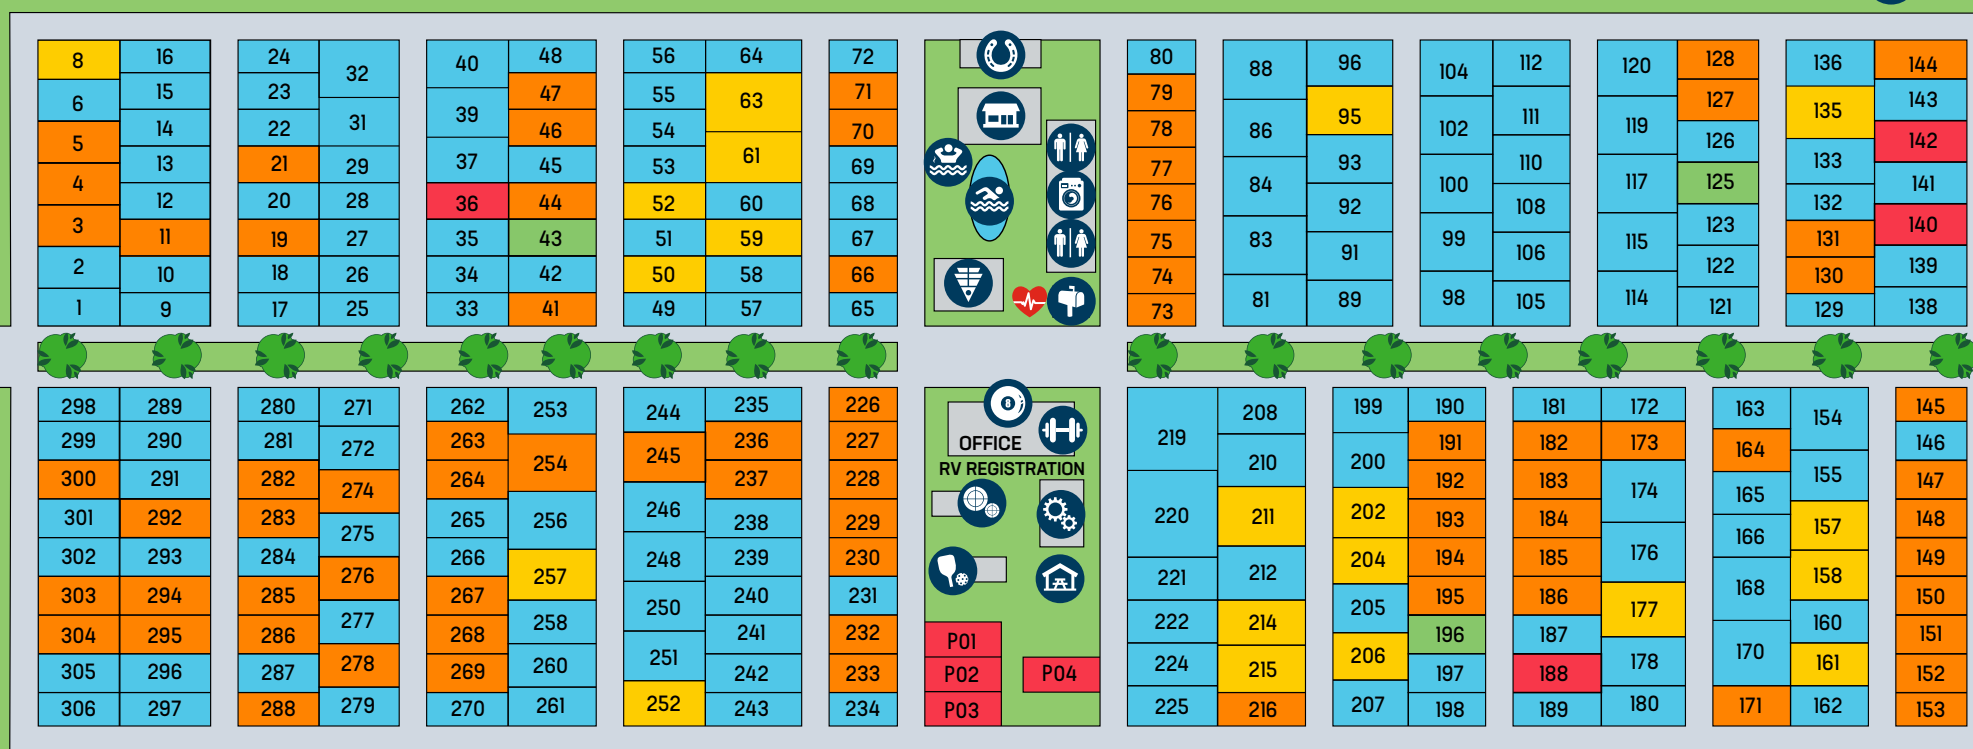 8 16 24 32 40 48 56 64 72 80 88 96 104 112 120 128 136 144
6 15 23 31 39 47 55 63 71 79 86 95 102 111 119 127 135 143
5 14 22 29 37 46 54 61 70 78 84 93 100 110 117 126 133 142
4 13 21 28 36 45 53 60 69 77 83 92 99 108 115 125 132 141
3 12 20 27 35 44 52 59 68 76 81 91 98 106 114 123 131 140
2 11 19 26 34 43 51 58 67 75 89 105 122 130 139
1 10 18 25 33 42 50 57 66 74 121 129 138
9 17 41 49 65 73
298 289 280 271 262 253 244 235 226 8 219 208 199 190 181 172 163 154 145
299 290 281 272 263 254 245 236 227 OFFICE 220 210 200 191 182 173 164 155 146
RV REGISTRATION
300 291 282 274 264 256 246 237 228 221 211 202 192 183 174 165 157 147
301 292 283 275 265 257 248 238 229 222 212 204 193 184 176 166 158 148
302 293 284 276 266 258 250 239 230 224 214 205 194 185 177 168 160 149
303 294 285 277 267 260 251 240 231 225 215 206 195 186 178 170 161 150
304 295 286 278 268 261 252 241 232 P01 216 207 196 187 180 171 162 151
305 296 287 279 269 242 233 P02 P04 197 188 152
306 297 288 270 243 234 P03 198 189 153